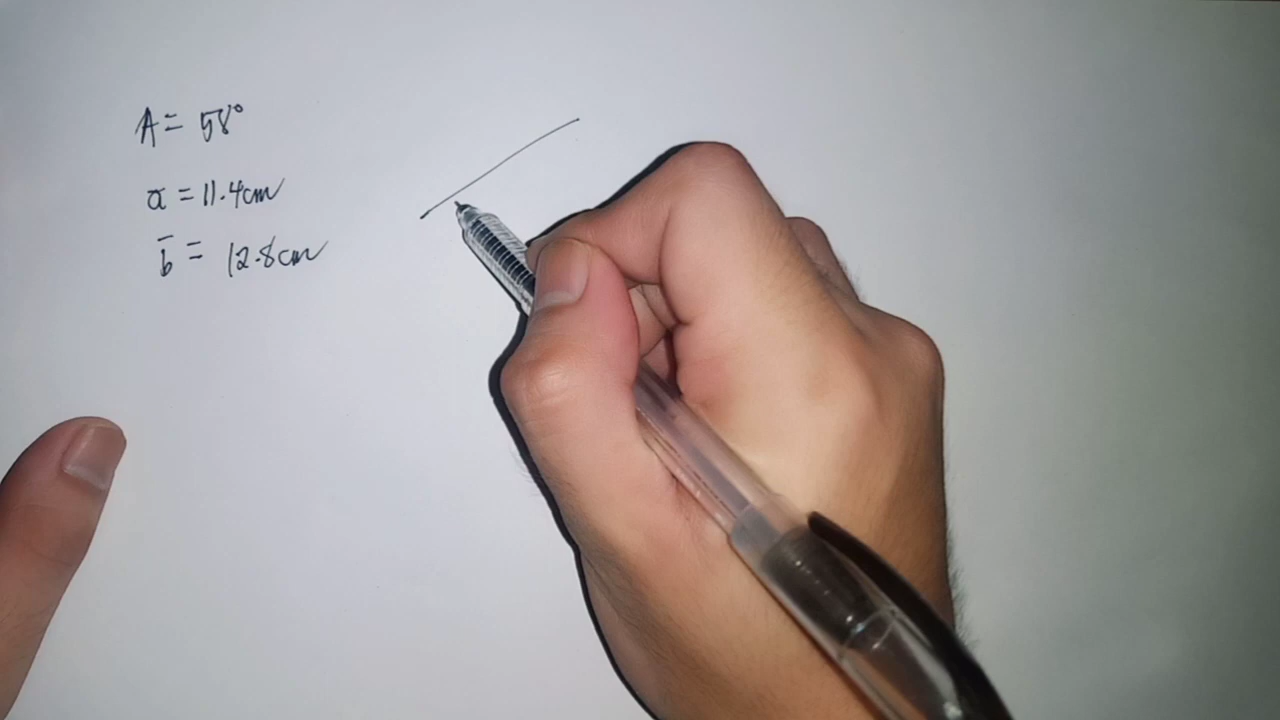 A = 58°
a = 11.4cm
b̅ = 12.8cm